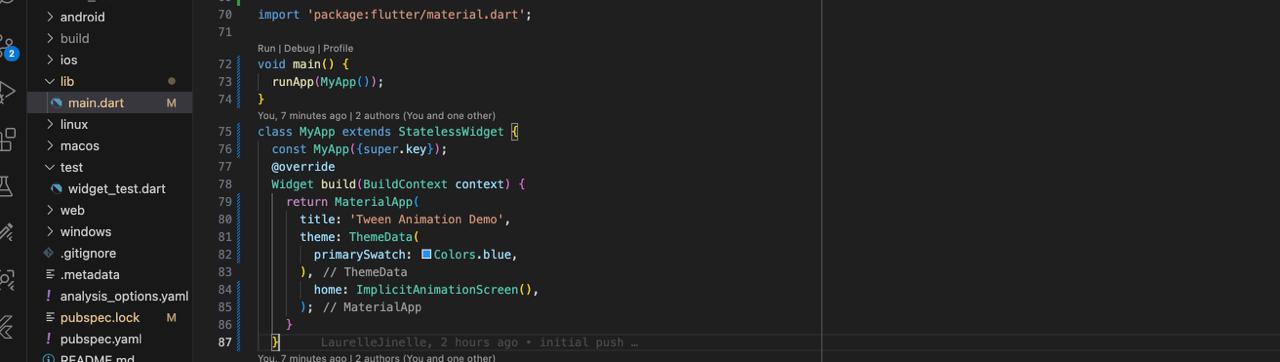 android
build
ios
2
lib
main.dart M
linux
macos
test
widget_test.dart
web
windows
.gitignore
.metadata
analysis_options.yaml
pubspec.lock M
pubspec.yaml
README.md
70 import 'package:flutter/material.dart';
71
Run | Debug | Profile
72 void main() {
73 runApp(MyApp());
74 }
You, 7 minutes ago | 2 authors (You and one other)
75 class MyApp extends StatelessWidget {
76 const MyApp({super.key});
77 @override
78 Widget build(BuildContext context) {
79 return MaterialApp(
80 title: 'Tween Animation Demo',
81 theme: ThemeData(
82 primarySwatch: Colors.blue,
83 ), // ThemeData
84 home: ImplicitAnimationScreen(),
85 ); // MaterialApp
86 }
87 } LaurelleJinelle, 2 hours ago • initial push …
You, 7 minutes ago | 2 authors (You and one other)